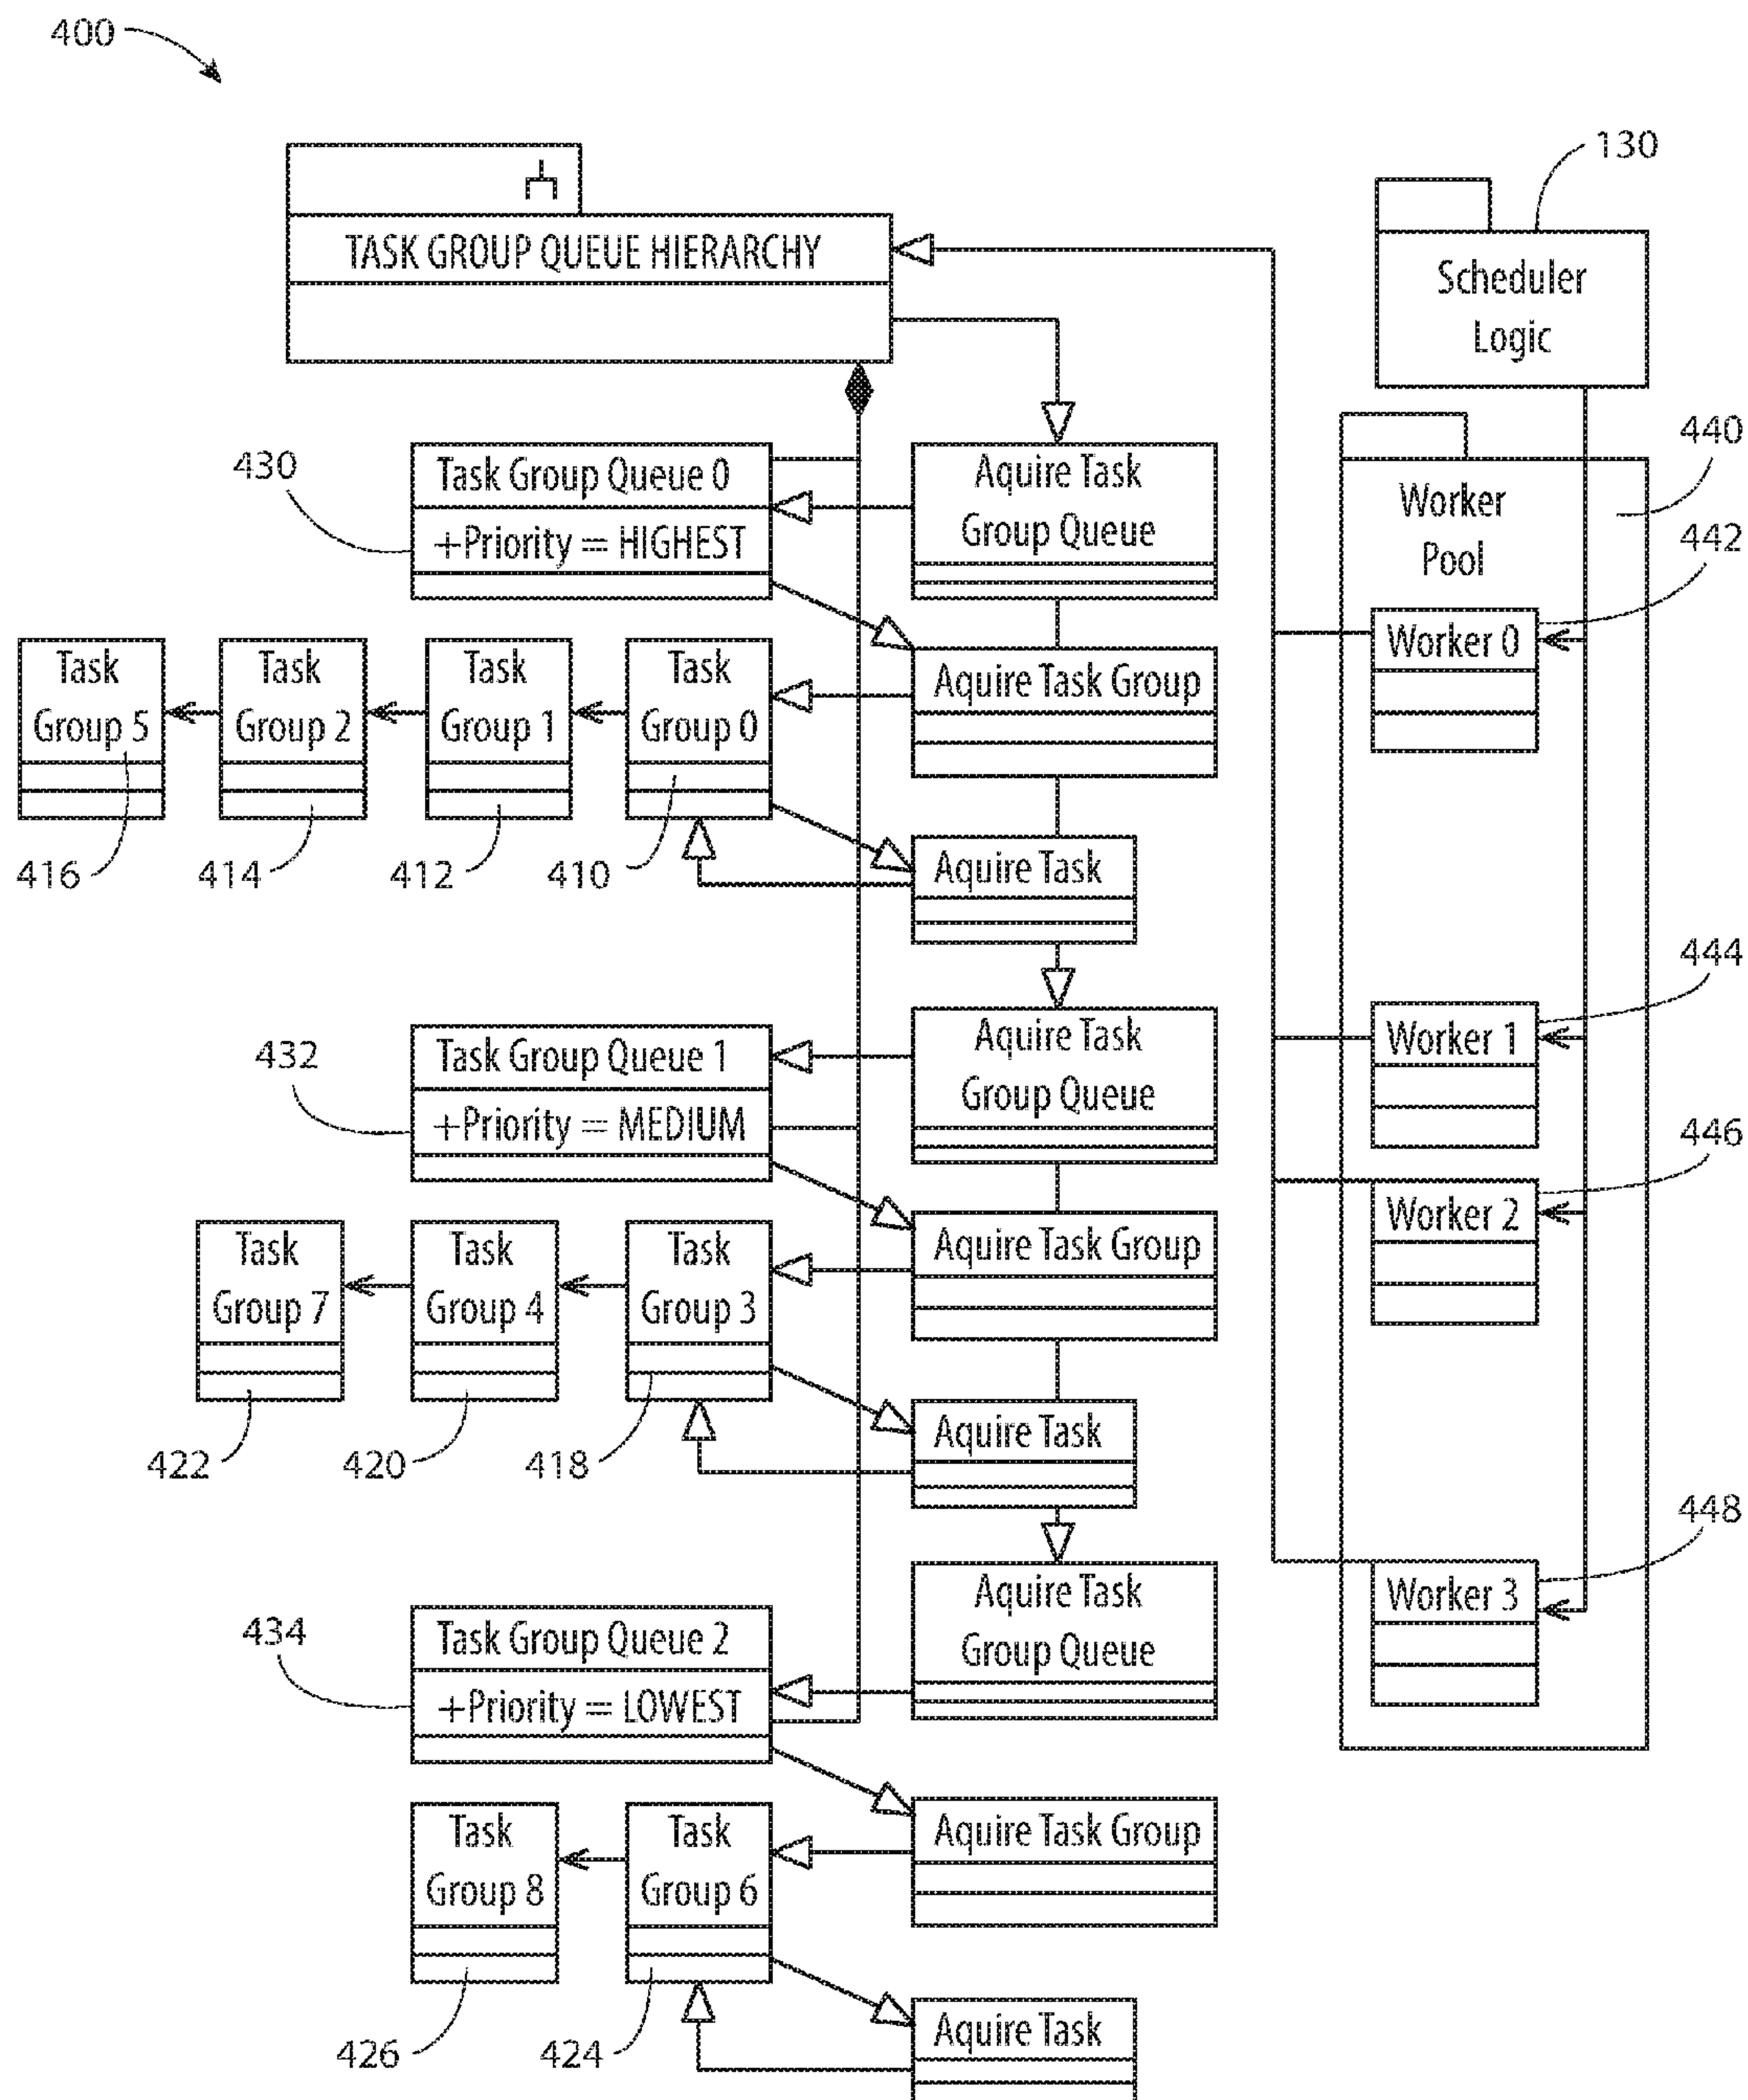 400
130
TASK GROUP QUEUE HIERARCHY
Scheduler
Logic
440
430
Task Group Queue 0
+Priority = HIGHEST
Aquire Task
Group Queue
Worker
Pool
442
Worker 0
Task
Group 5
Task
Group 2
Task
Group 1
Task
Group 0
Aquire Task Group
416
414
412
410
Aquire Task
444
432
Task Group Queue 1
+Priority = MEDIUM
Aquire Task
Group Queue
Worker 1
446
Worker 2
Task
Group 7
Task
Group 4
Task
Group 3
Aquire Task Group
422
420
418
Aquire Task
448
434
Task Group Queue 2
+Priority = LOWEST
Aquire Task
Group Queue
Worker 3
Task
Group 8
Task
Group 6
Aquire Task Group
426
424
Aquire Task